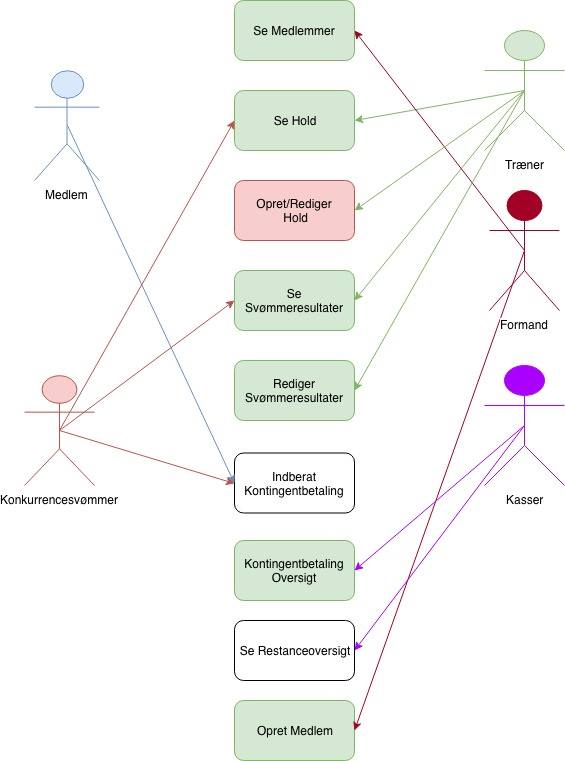 Se Medlemmer
Se Hold
Træner
Medlem
Opret/Rediger
Hold
Se
Svømmeresultater
Formand
Rediger
Svømmeresultater
Konkurrencesvømmer
Indberat
Kontingentbetaling
Kasser
Kontingentbetaling
Oversigt
Se Restanceoversigt
Opret Medlem